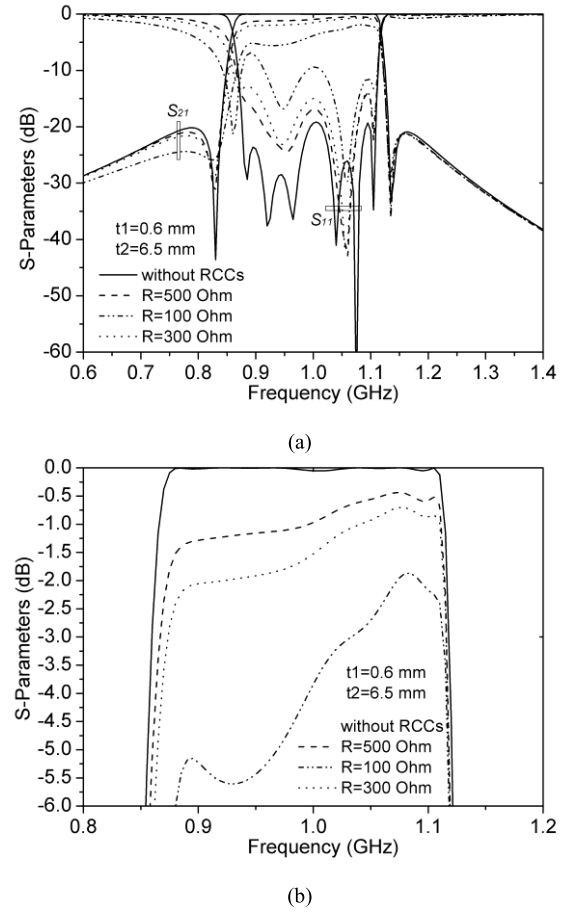 0
-10
-20
-30
-40
-50
-60
S-Parameters (dB)
S21
S11
t1=0.6 mm
t2=6.5 mm
without RCCs
R=500 Ohm
R=100 Ohm
R=300 Ohm
0.6 0.7 0.8 0.9 1.0 1.1 1.2 1.3 1.4
Frequency (GHz)
(a)
0.0
-0.5
-1.0
-1.5
-2.0
-2.5
-3.0
-3.5
-4.0
-4.5
-5.0
-5.5
-6.0
S-Parameters (dB)
t1=0.6 mm
t2=6.5 mm
without RCCs
R=500 Ohm
R=100 Ohm
R=300 Ohm
0.8 0.9 1.0 1.1 1.2
Frequency (GHz)
(b)